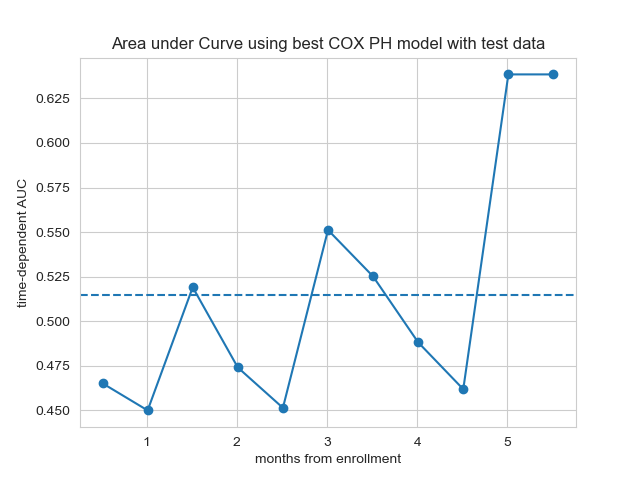 Area under Curve using best COX PH model with test data
time-dependent AUC
0.625
0.600
0.575
0.550
0.525
0.500
0.475
0.450
1 2 3 4 5
months from enrollment